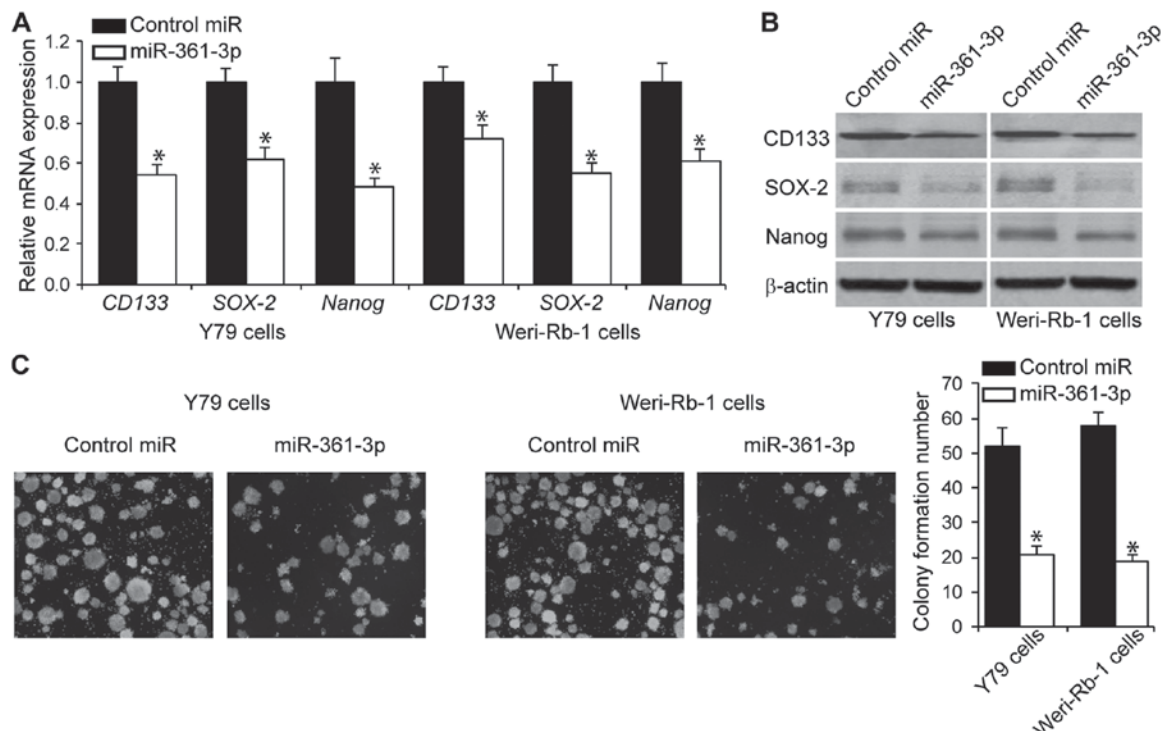 A
Control miR
miR-361-3p
Relative mRNA expression
1.2
1.0
0.8
0.6
0.4
0.2
0.0
* * * * * *
CD133 SOX-2 Nanog CD133 SOX-2 Nanog
Y79 cells Weri-Rb-1 cells
B
Control miR miR-361-3p Control miR miR-361-3p
CD133
SOX-2
Nanog
β-actin
Y79 cells Weri-Rb-1 cells
C
Y79 cells Weri-Rb-1 cells
Control miR miR-361-3p Control miR miR-361-3p
Control miR
miR-361-3p
Colony formation number
70
60
50
40
30
20
10
0
* *
Y79 cells Weri-Rb-1 cells